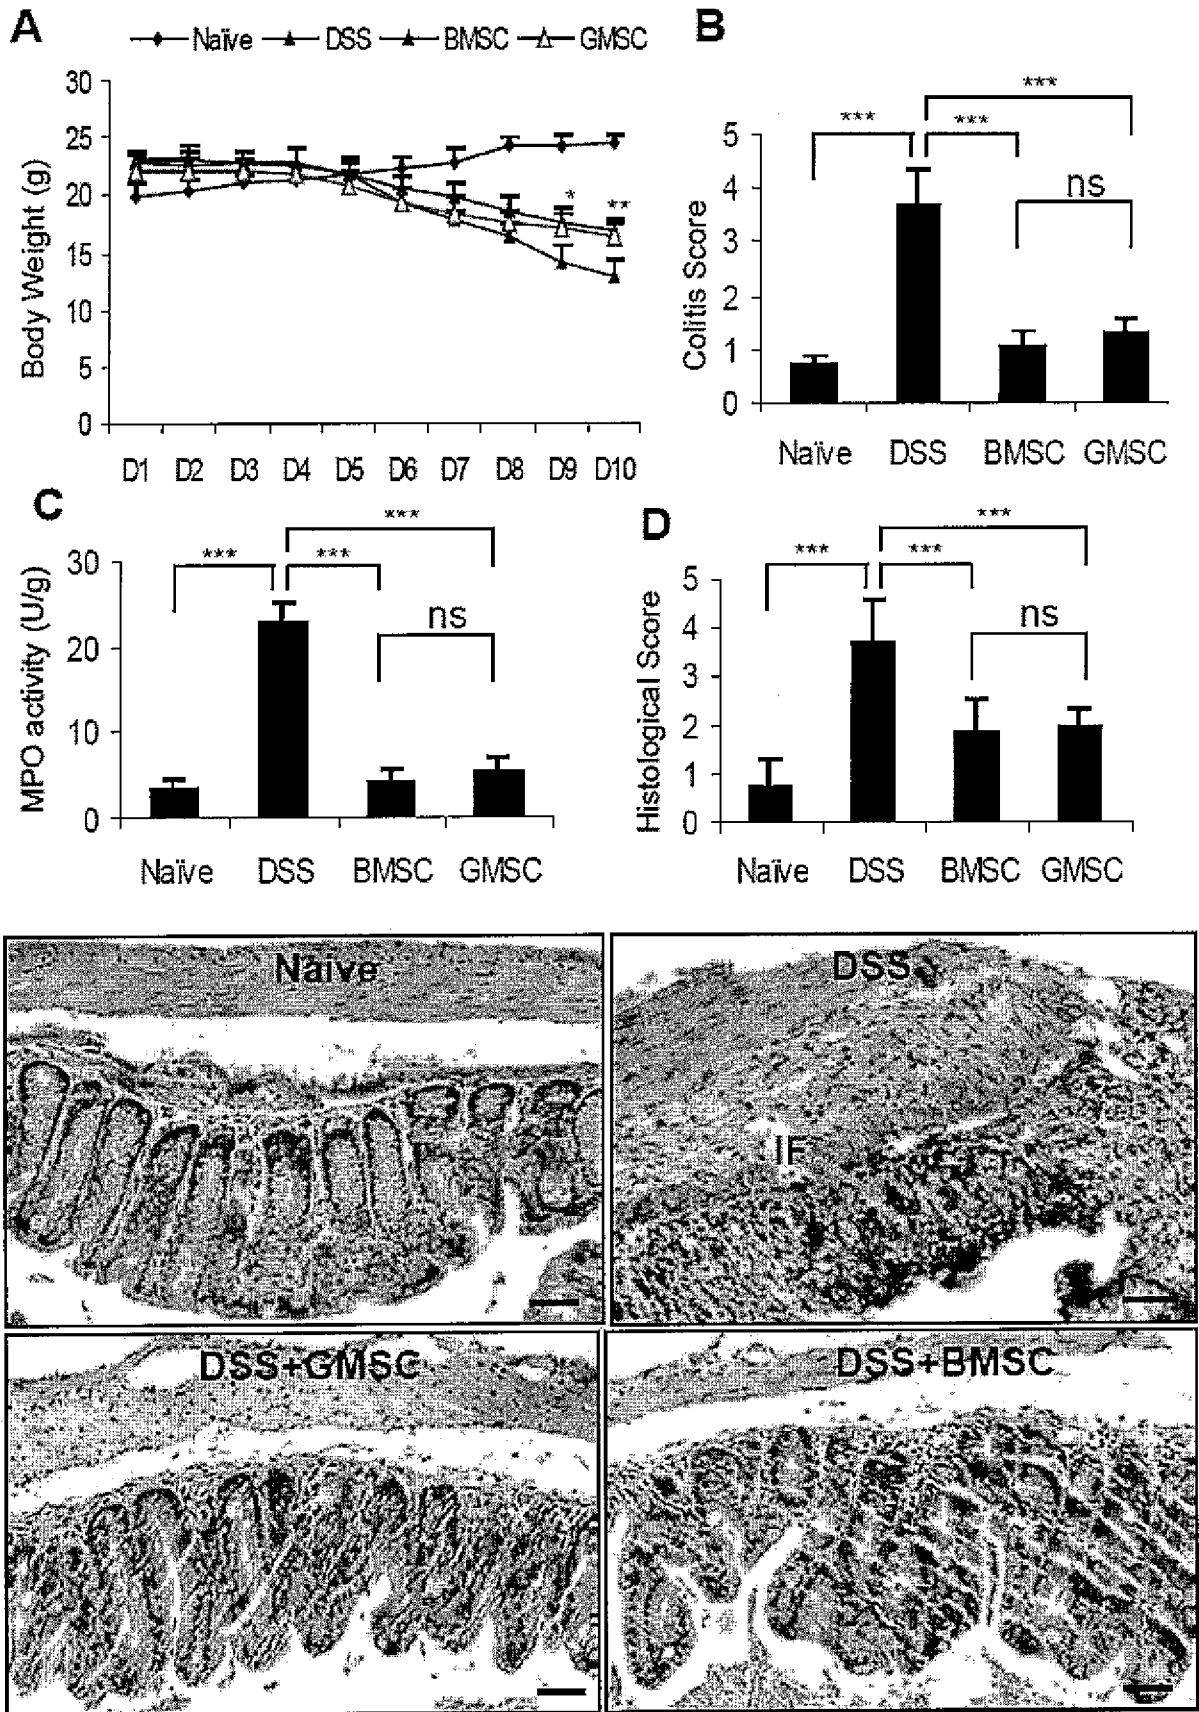 A
Naïve DSS BMSC GMSC
Body Weight (g)
30
25
20
15
10
5
0
*
**
D1 D2 D3 D4 D5 D6 D7 D8 D9 D10
B
***
***
***
ns
Colitis Score
5
4
3
2
1
0
Naïve DSS BMSC GMSC
C
***
***
***
ns
MPO activity (U/g)
30
20
10
0
Naïve DSS BMSC GMSC
D
***
***
***
ns
Histological Score
5
4
3
2
1
0
Naïve DSS BMSC GMSC
Naive
DSS
IF
DSS+GMSC
DSS+BMSC